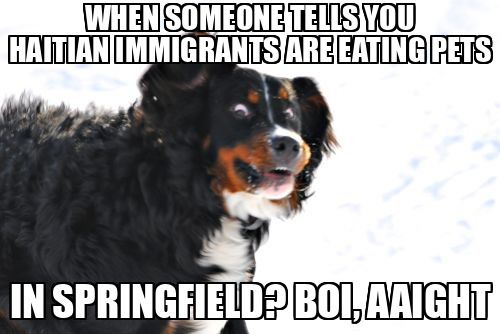 WHEN SOMEONE TELLS YOU
HAITIAN IMMIGRANTS ARE EATING PETS
IN SPRINGFIELD? BOI, AAIGHT